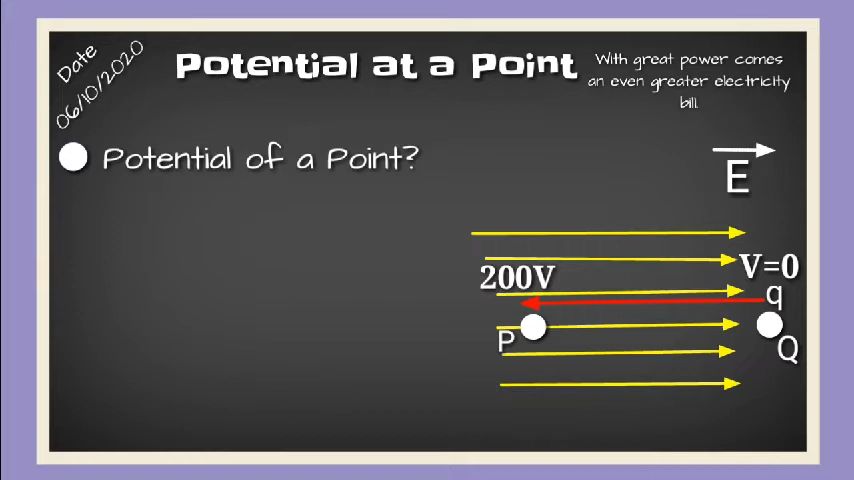 Date
06/10/2020
Potential at a Point
With great power comes
an even greater electricity
bill.
Potential of a Point?
E
200V
V=0
q
P
Q